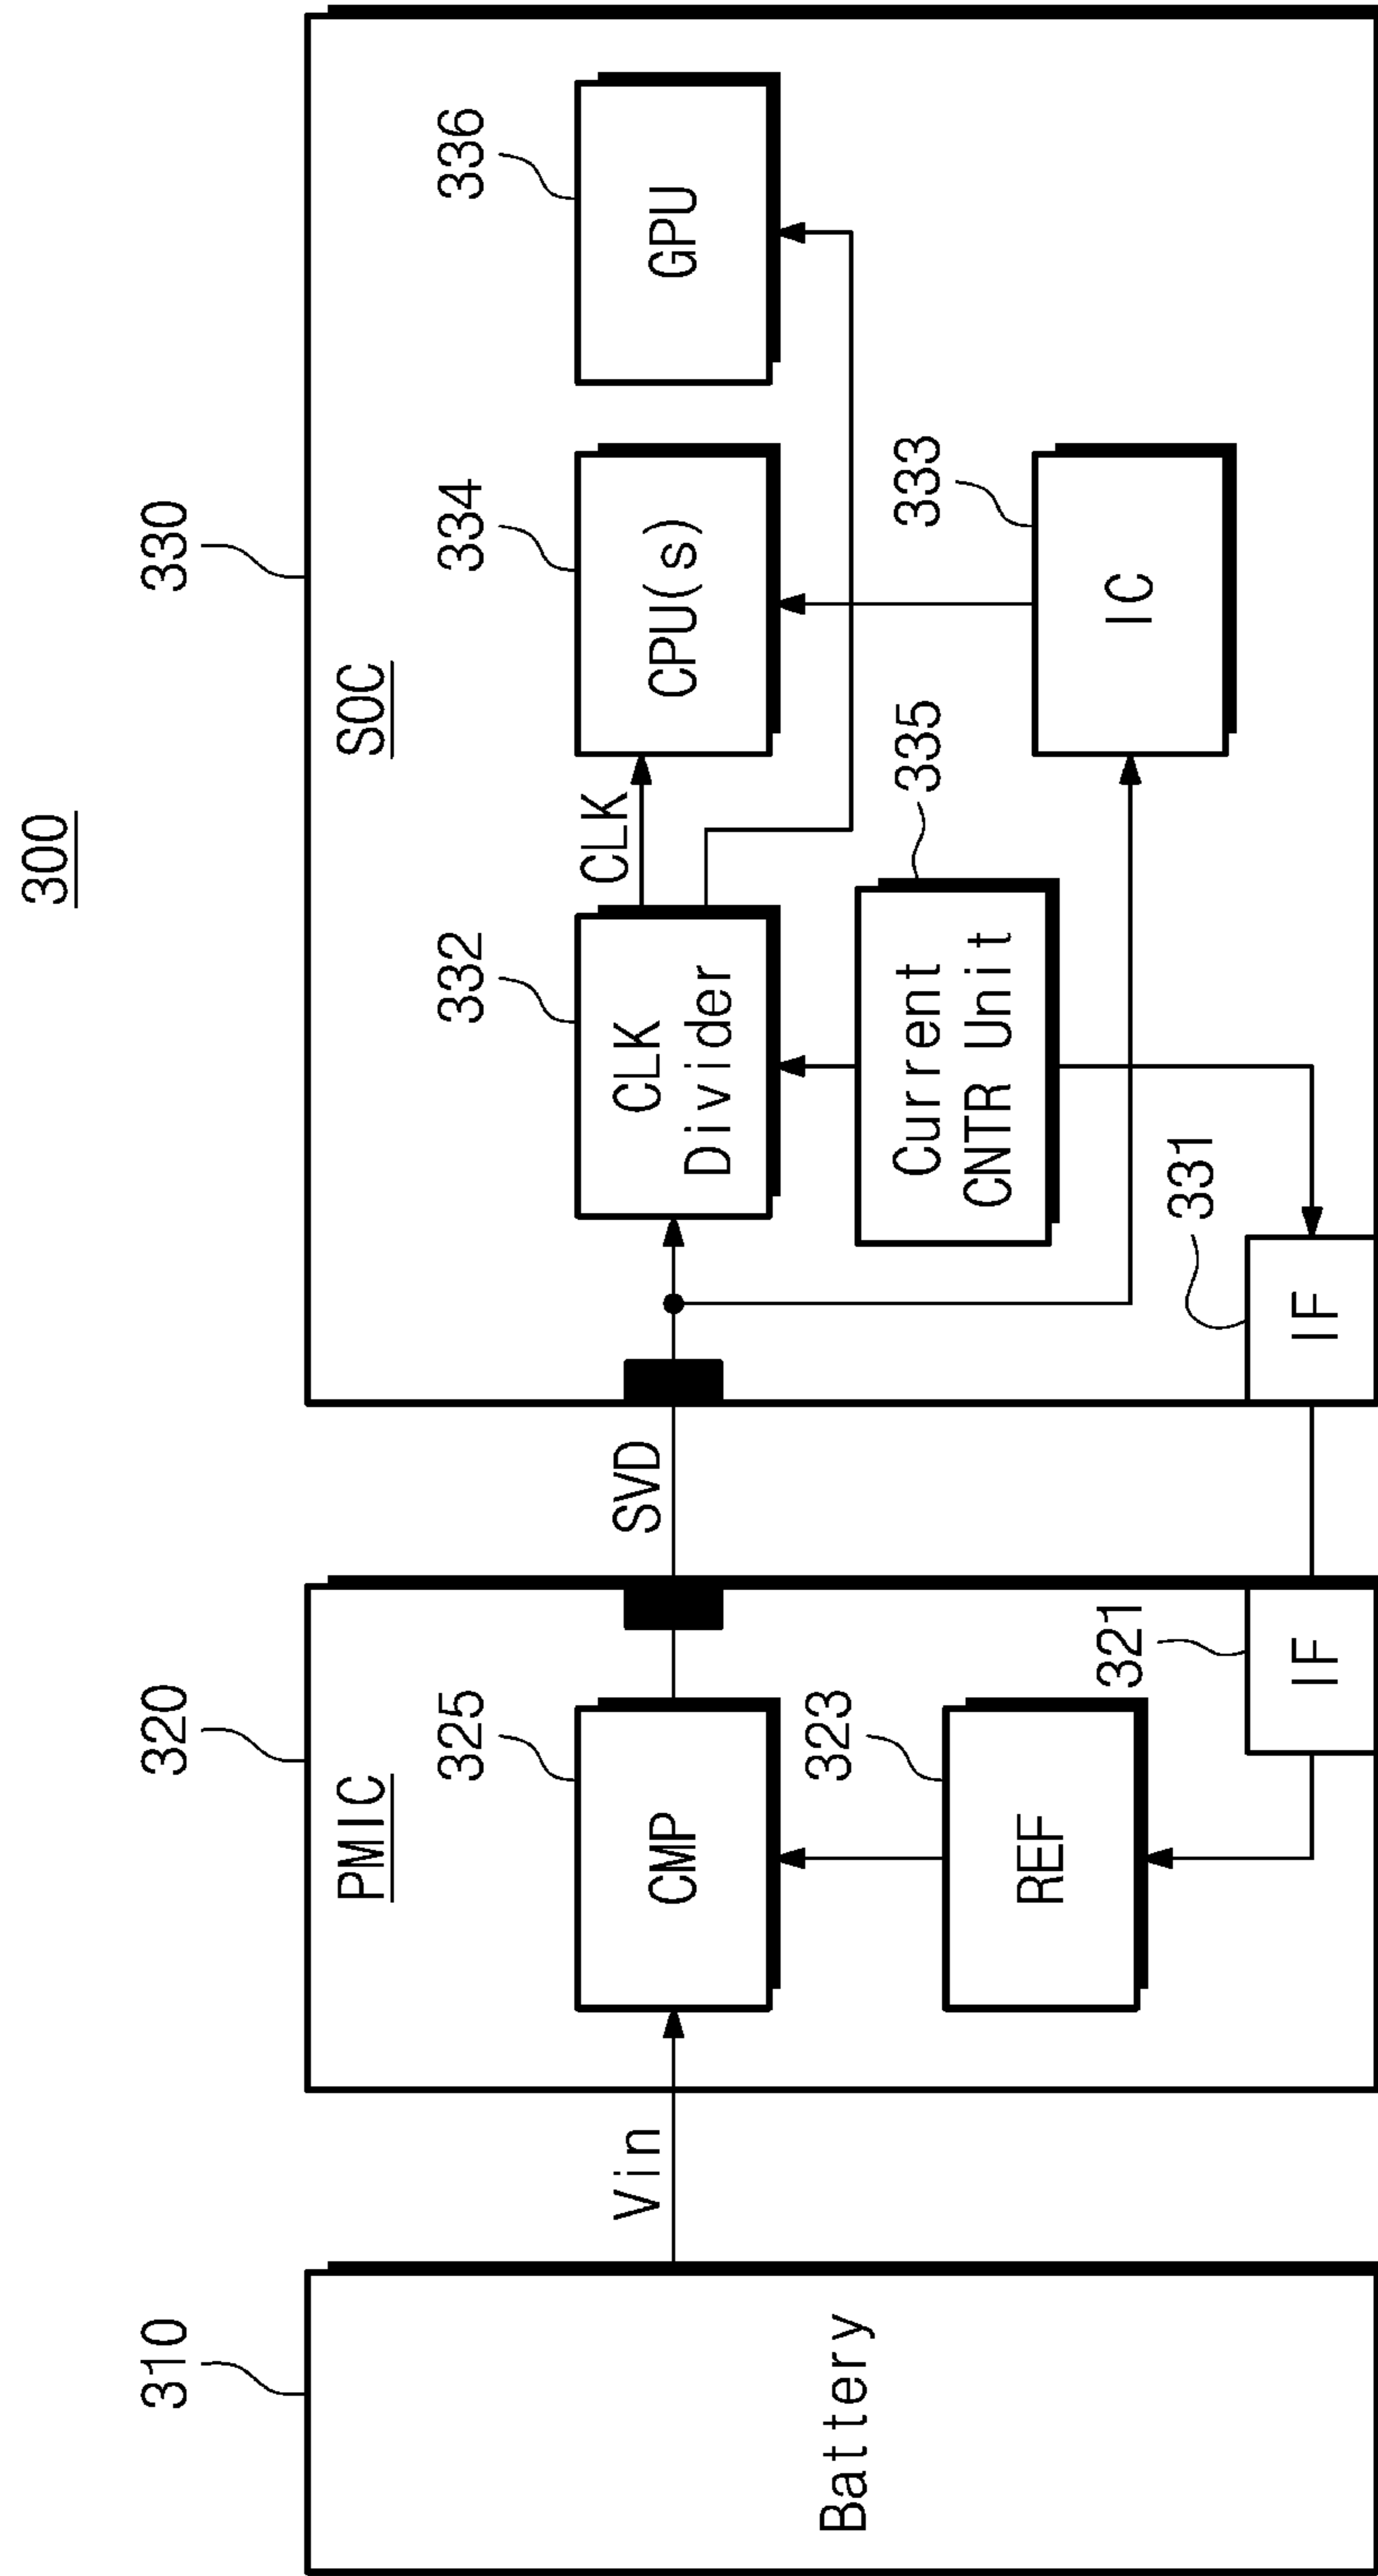 300
310
320
330
Battery
Vin
PMIC
325
CMP
323
REF
321
IF
SVD
SOC
332
CLK
Divider
CLK
334
CPU(s)
336
GPU
335
Current
CNTR Unit
333
IC
331
IF